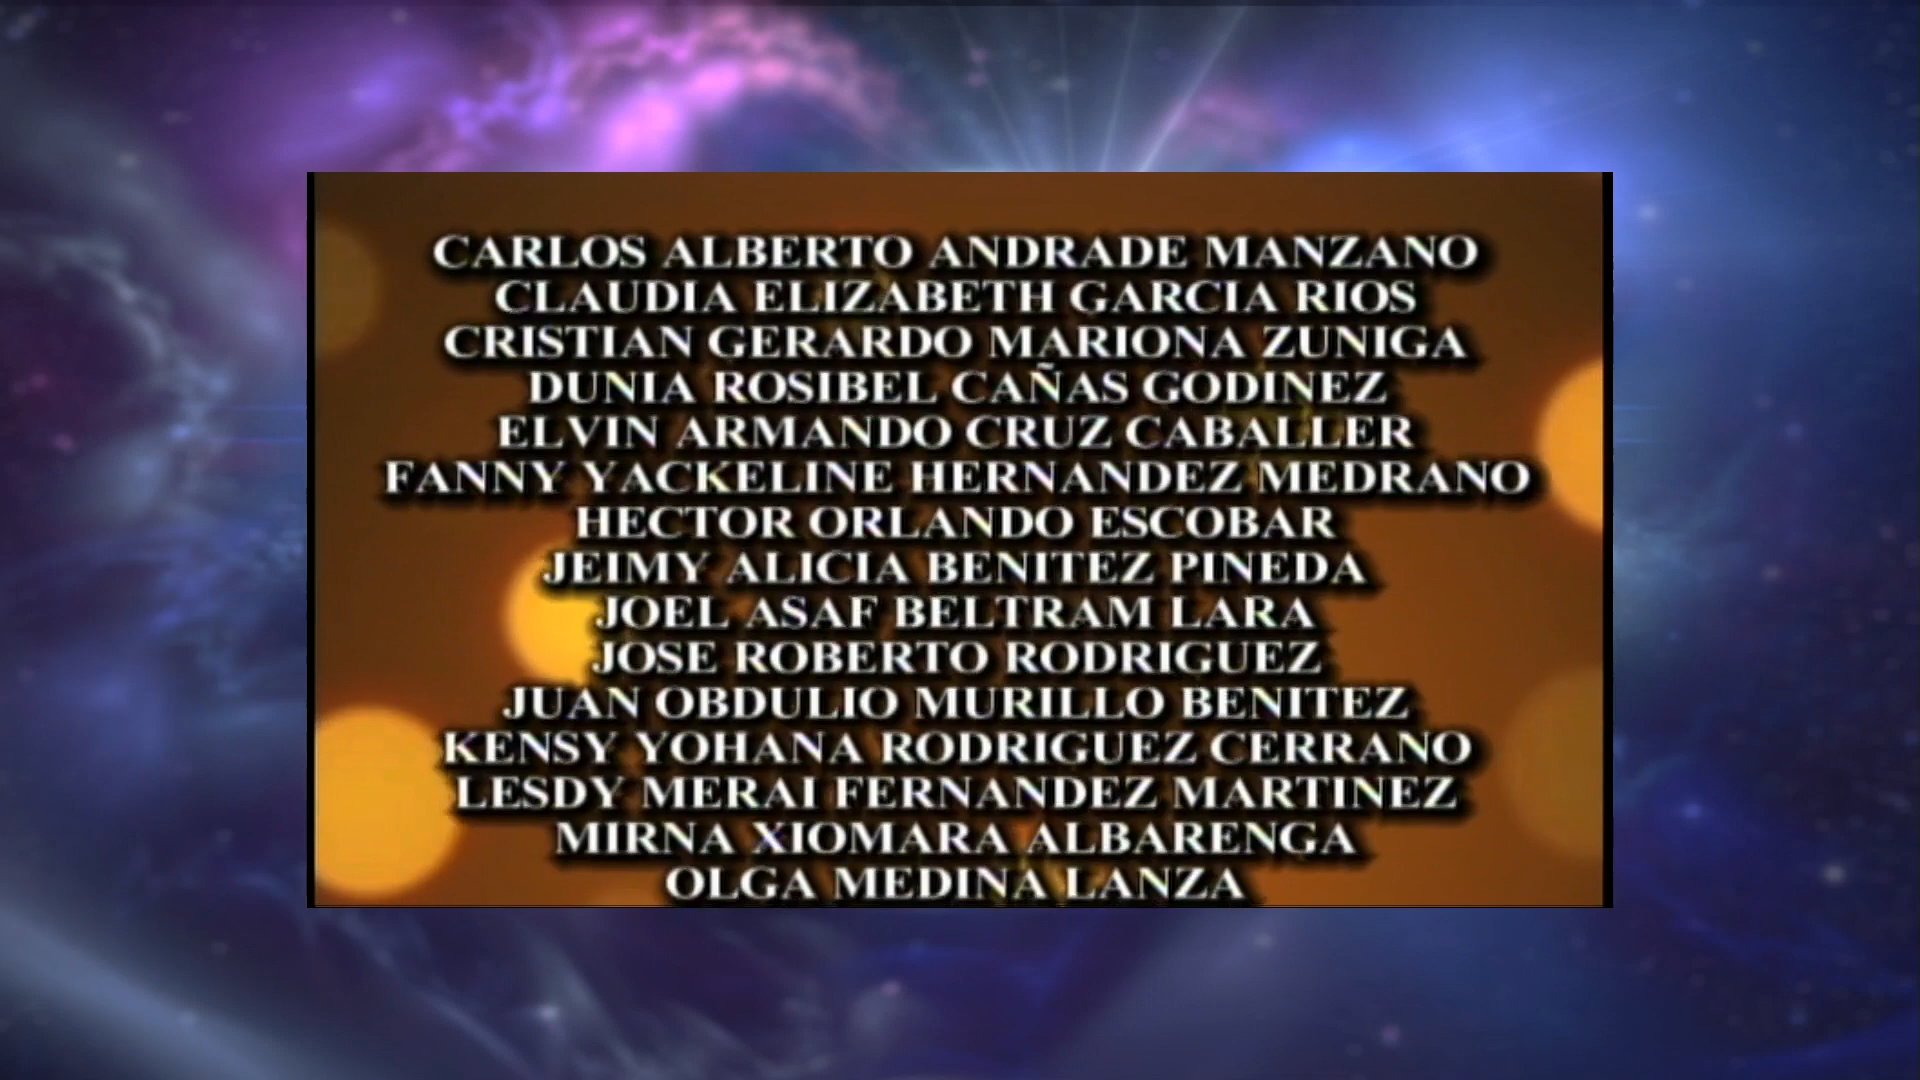 CARLOS ALBERTO ANDRADE MANZANO
CLAUDIA ELIZABETH GARCIA RIOS
CRISTIAN GERARDO MARIONA ZUNIGA
DUNIA ROSIBEL CAÑAS GODINEZ
ELVIN ARMANDO CRUZ CABALLER
FANNY YACKELINE HERNANDEZ MEDRANO
HECTOR ORLANDO ESCOBAR
JEIMY ALICIA BENITEZ PINEDA
JOEL ASAF BELTRAM LARA
JOSE ROBERTO RODRIGUEZ
JUAN OBDULIO MURILLO BENITEZ
KENSY YOHANA RODRIGUEZ CERRANO
LESDY MERAI FERNANDEZ MARTINEZ
MIRNA XIOMARA ALBARENGA
OLGA MEDINA LANZA